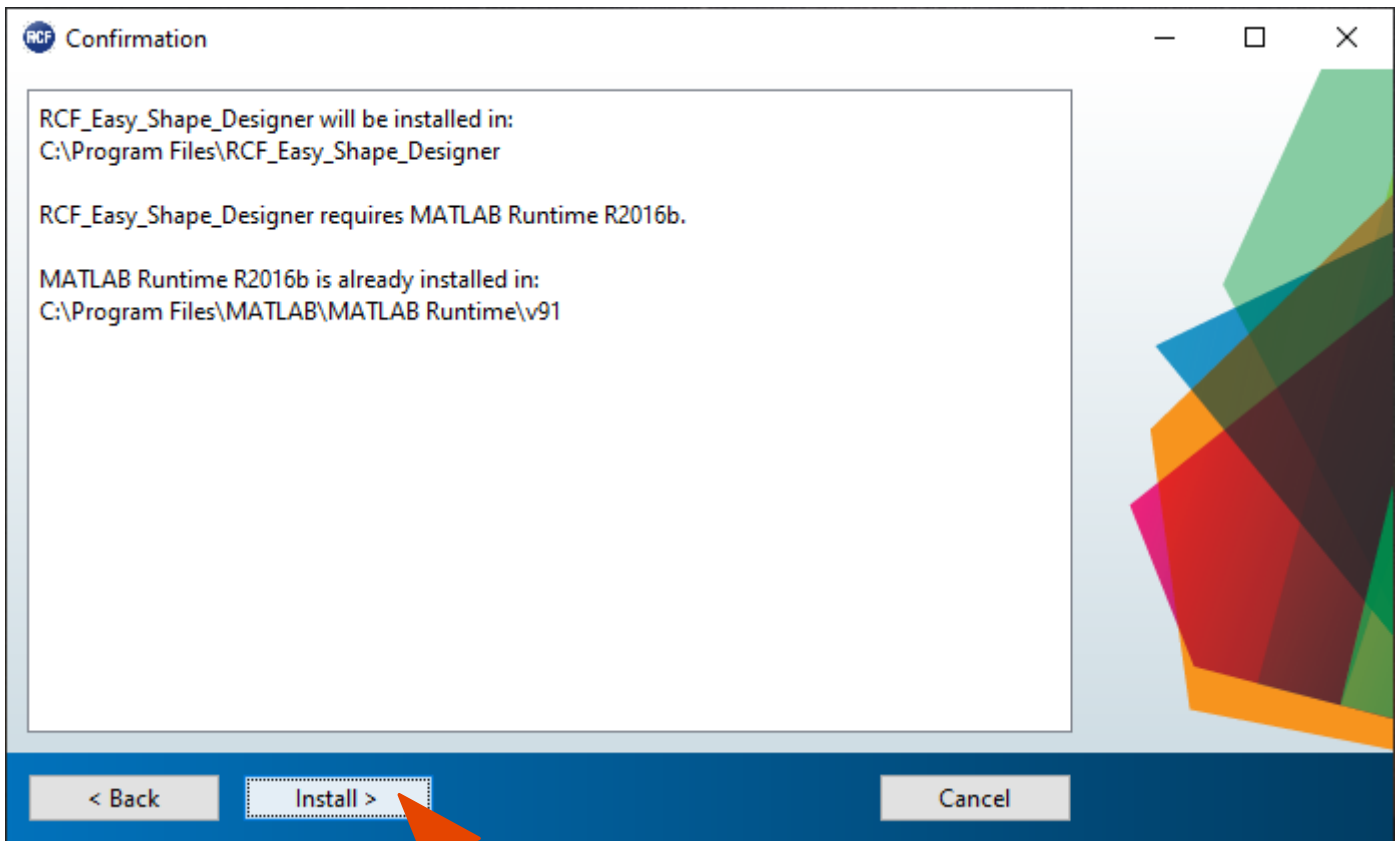 RCF Confirmation
RCF_Easy_Shape_Designer will be installed in:
C:\Program Files\RCF_Easy_Shape_Designer
RCF_Easy_Shape_Designer requires MATLAB Runtime R2016b.
MATLAB Runtime R2016b is already installed in:
C:\Program Files\MATLAB\MATLAB Runtime\v91
< Back Install > Cancel